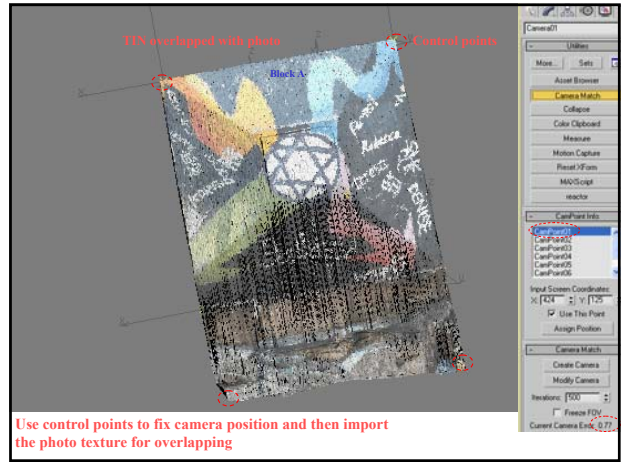 Camera01
TIN overlapped with photo
Control points
Block A
Utilities
More...
Sets
Asset Browser
Camera Match
Collapse
Color Clipboard
Measure
Motion Capture
Reset XForm
MAXScript
reactor
CamPoint Info
CamPoint01
CamPoint02
CamPoint03
CamPoint04
CamPoint05
CamPoint06
Input Screen Coordinates:
X: 424 Y: 125
Use This Point
Assign Position
Camera Match
Create Camera
Modify Camera
Iterations: 500
Freeze FOV
Current Camera Error: 0.77
Rebecca
DENISE
Use control points to fix camera position and then import
the photo texture for overlapping